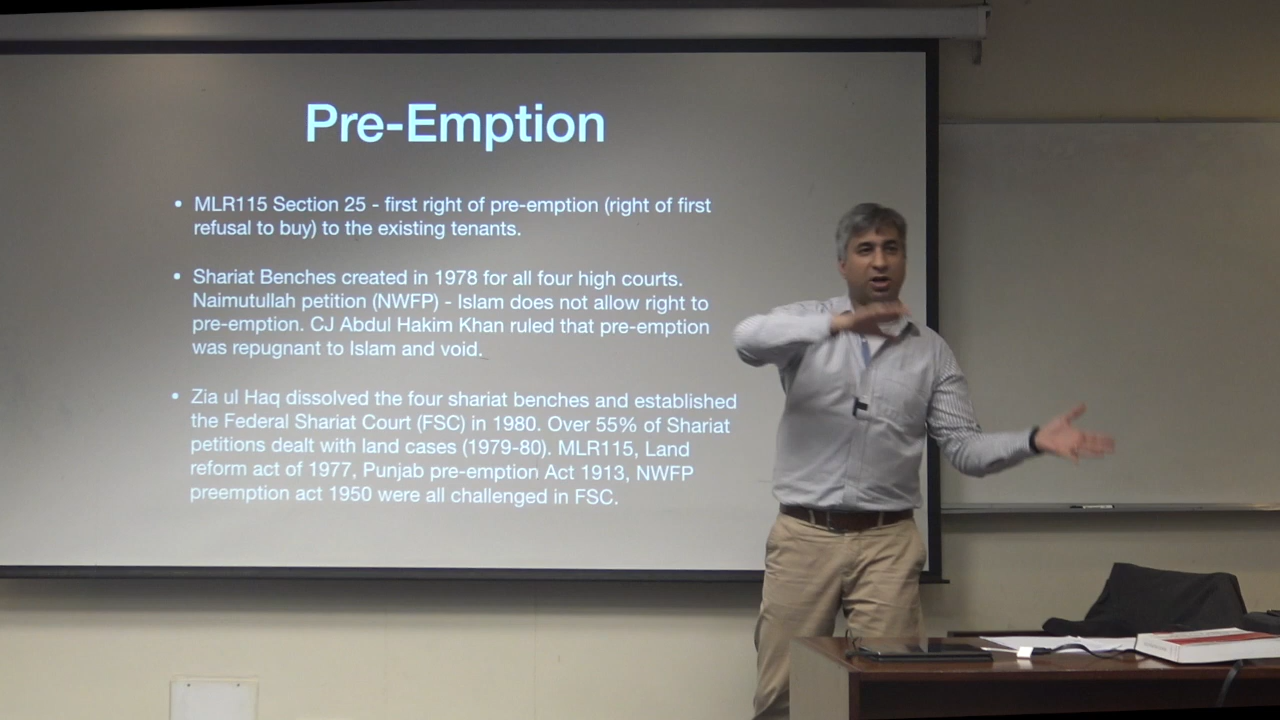 Pre-Emption
• MLR115 Section 25 - first right of pre-emption (right of first
refusal to buy) to the existing tenants.
• Shariat Benches created in 1978 for all four high courts.
Naimutullah petition (NWFP) - Islam does not allow right to
pre-emption. CJ Abdul Hakim Khan ruled that pre-emption
was repugnant to Islam and void.
• Zia ul Haq dissolved the four shariat benches and established
the Federal Shariat Court (FSC) in 1980. Over 55% of Shariat
petitions dealt with land cases (1979-80). MLR115, Land
reform act of 1977, Punjab pre-emption Act 1913, NWFP
preemption act 1950 were all challenged in FSC.